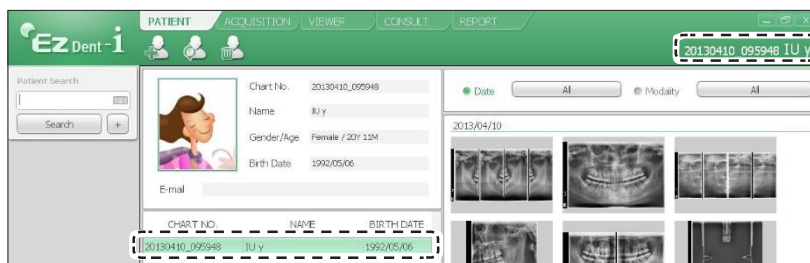 PATIENT ACQUISITION VIEWER CONSULT REPORT
Ez Dent-i
20130410_095948 IU y
Patient Search
Search +
Chart No. 20130410_095948
Name IU y
Gender/Age Female / 20Y 11M
Birth Date 1992/05/06
E-mail
CHART NO. NAME BIRTH DATE
20130410_095948 IU y 1992/05/06
Date All Modality All
2013/04/10